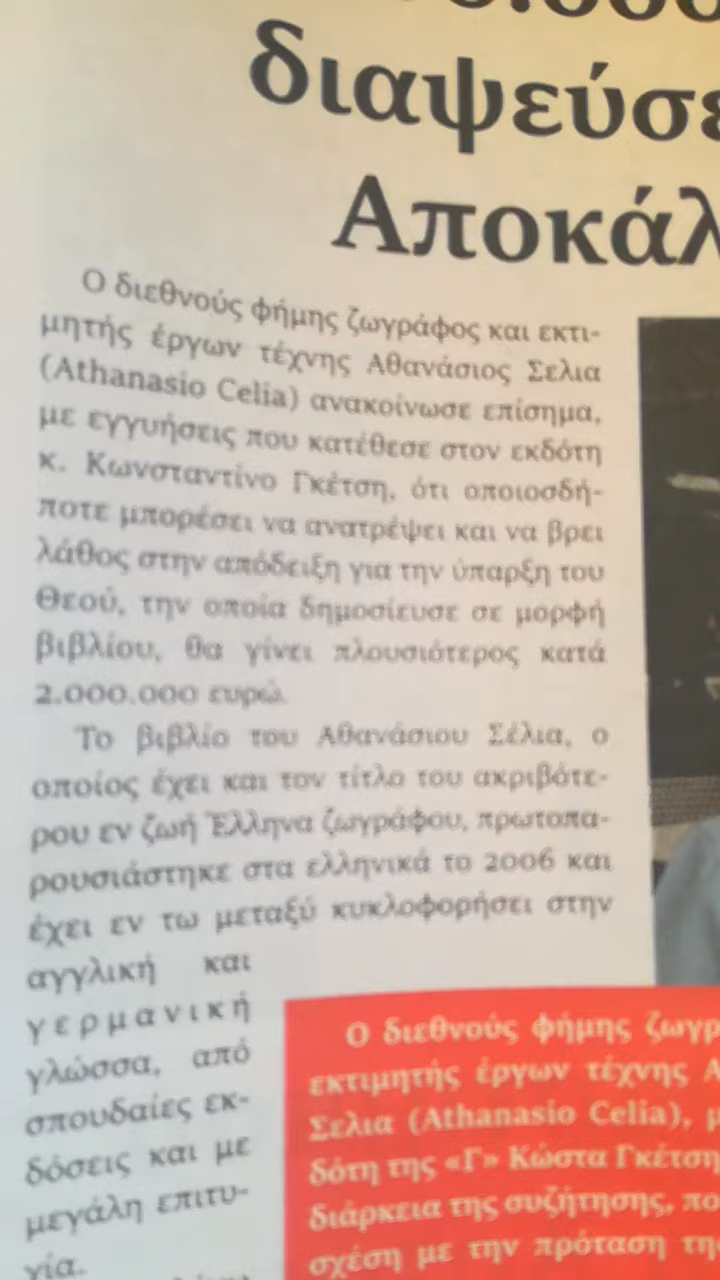 διαψεύσε
Αποκάλ
Ο διεθνούς φήμης ζωγράφος και εκτι-
μητής έργων τέχνης Αθανάσιος Σελια
(Athanasio Celia) ανακοίνωσε επίσημα,
με εγγυήσεις που κατέθεσε στον εκδότη
κ. Κωνσταντίνο Γκέτση, ότι οποιοσδή-
ποτε μπορέσει να ανατρέψει και να βρει
λάθος στην απόδειξη για την ύπαρξη του
Θεού, την οποία δημοσίευσε σε μορφή
βιβλίου, θα γίνει πλουσιότερος κατά
2.000.000 ευρώ.
Το βιβλίο του Αθανάσιου Σέλια, ο
οποίος έχει και τον τίτλο του ακριβότε-
ρου εν ζωή Έλληνα ζωγράφου, πρωτοπα-
ρουσιάστηκε στα ελληνικά το 2006 και
έχει εν τω μεταξύ κυκλοφορήσει στην
αγγλική και
γερμανική
γλώσσα, από
σπουδαίες εκ-
δόσεις και με
μεγάλη επιτυ-
χία.
Ο διεθνούς φήμης ζωγρ
εκτιμητής έργων τέχνης Α
Σελια (Athanasio Celia), μ
δότη της «Γ» Κώστα Γκέτση
διάρκεια της συζήτησης, πο
σχέση με την πρόταση της